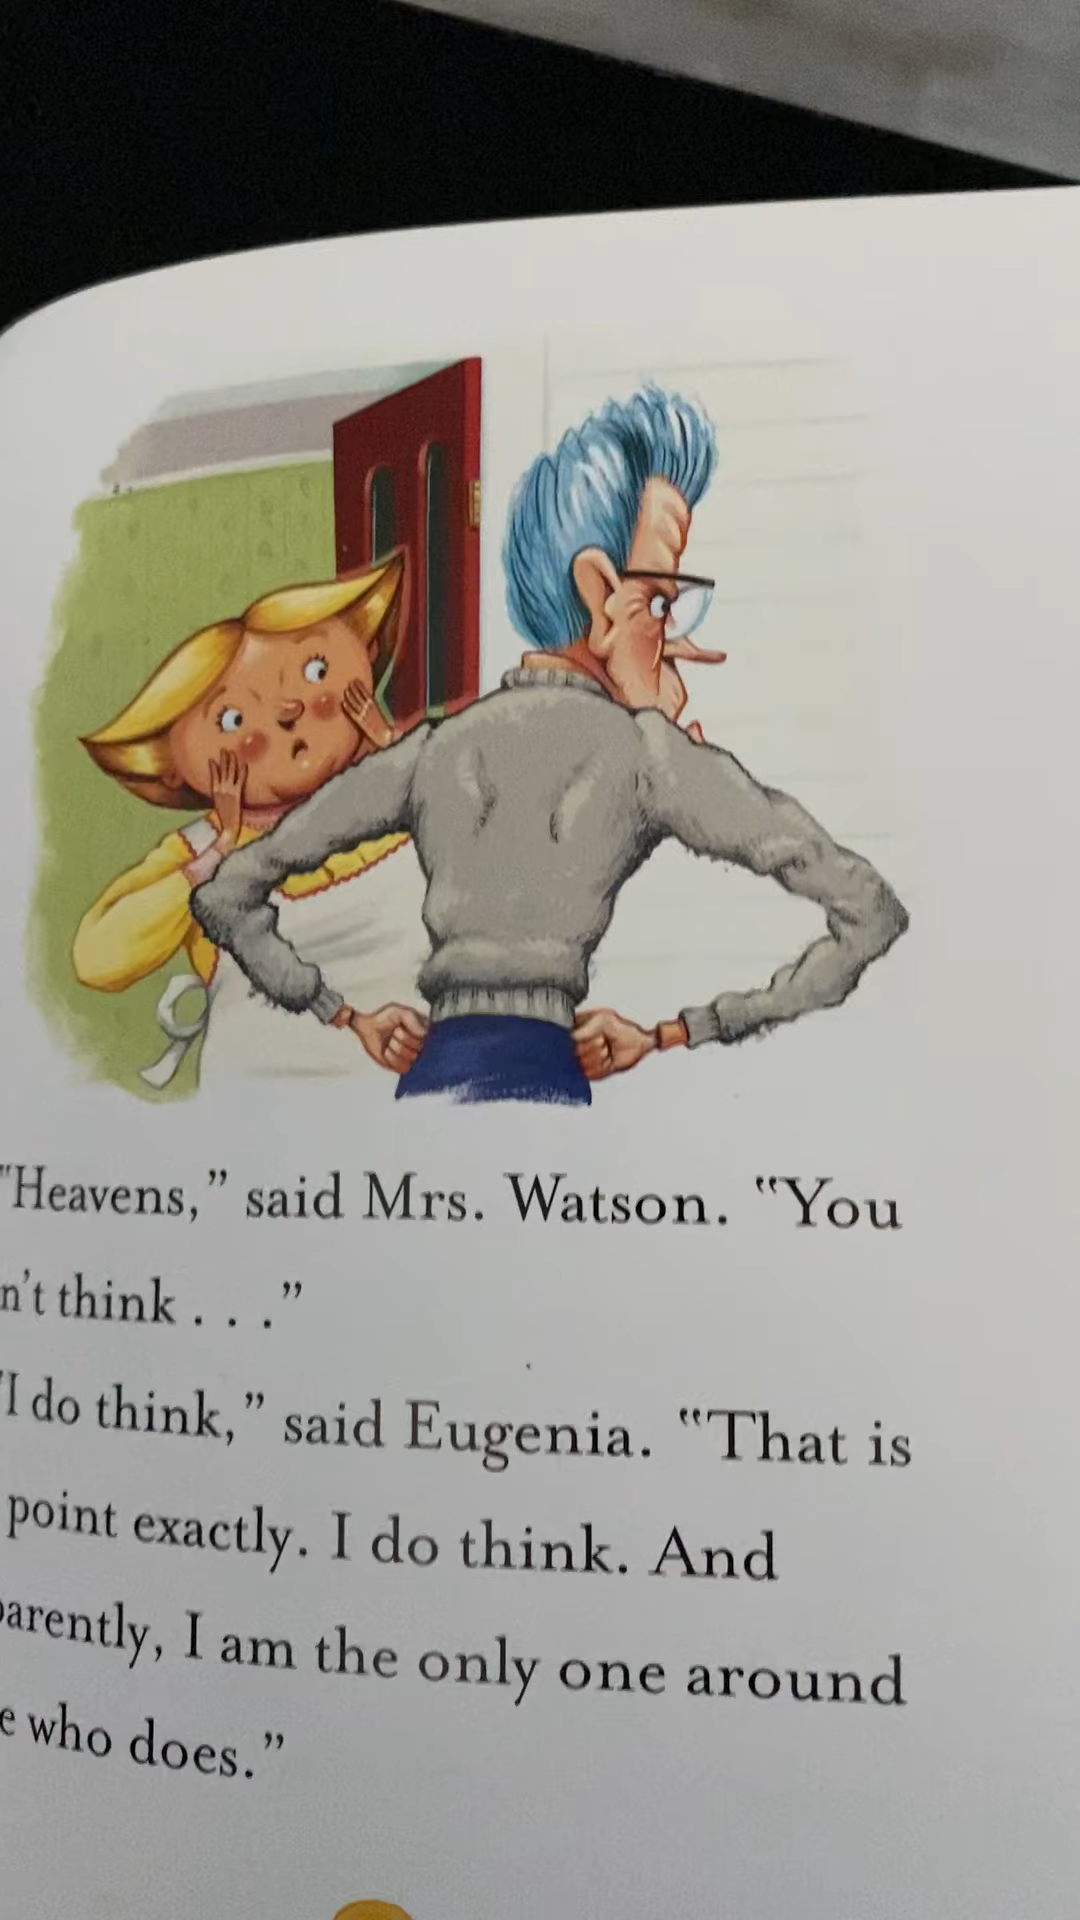 "Heavens," said Mrs. Watson. "You
n't think . . ."
"I do think," said Eugenia. "That is
point exactly. I do think. And
parently, I am the only one around
e who does."